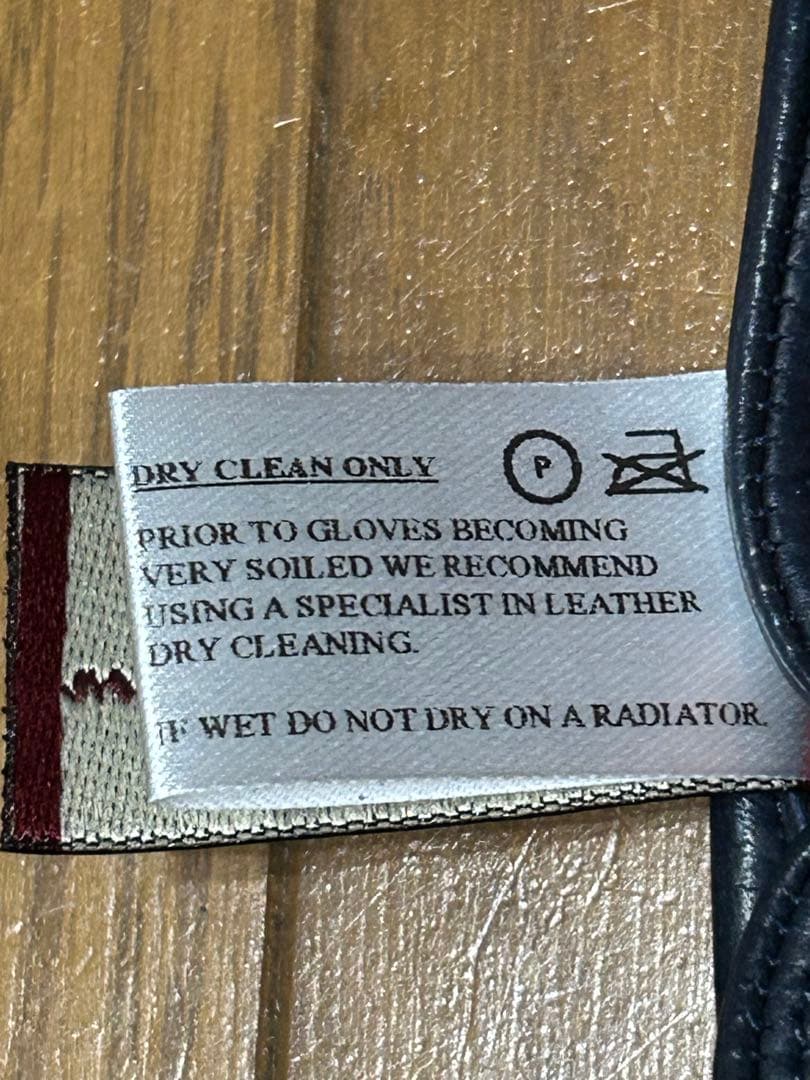 DRY CLEAN ONLY P
PRIOR TO GLOVES BECOMING
VERY SOILED WE RECOMMEND
USING A SPECIALIST IN LEATHER
DRY CLEANING.
IF WET DO NOT DRY ON A RADIATOR.